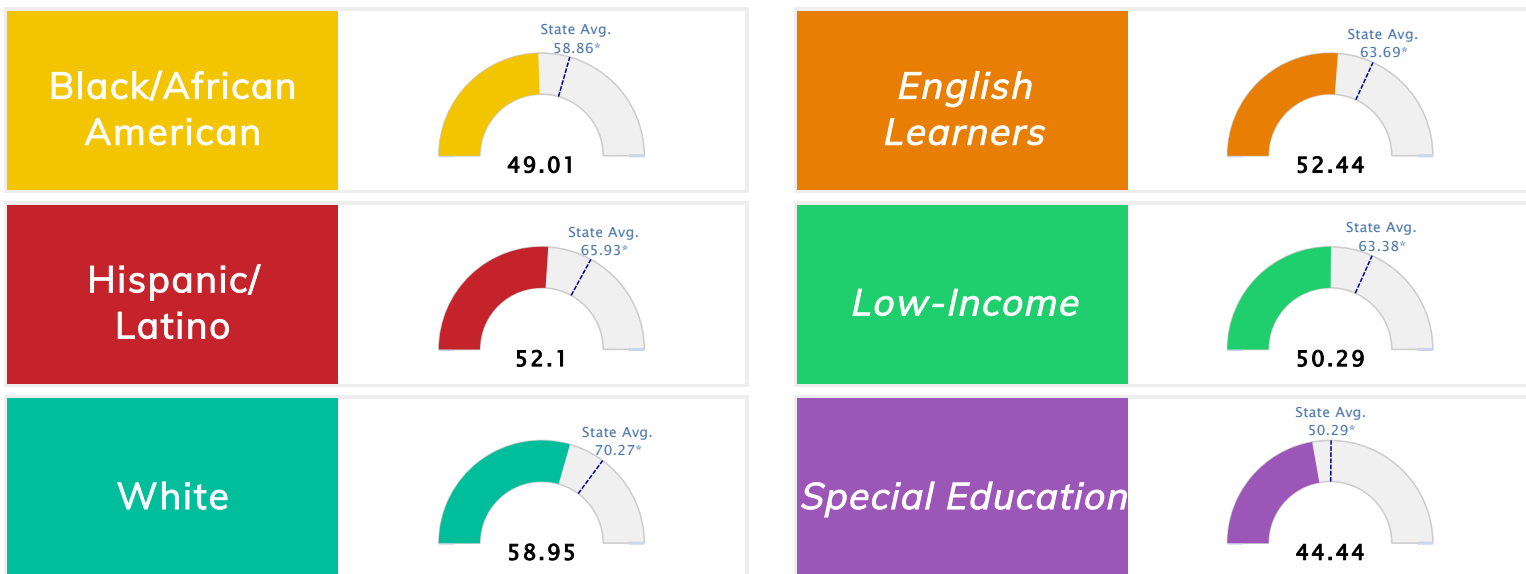 Black/African
American
State Avg.
58.86*
49.01
English
Learners
State Avg.
63.69*
52.44
Hispanic/
Latino
State Avg.
65.93*
52.1
Low-Income
State Avg.
63.38*
50.29
White
State Avg.
70.27*
58.95
Special Education
State Avg.
50.29*
44.44